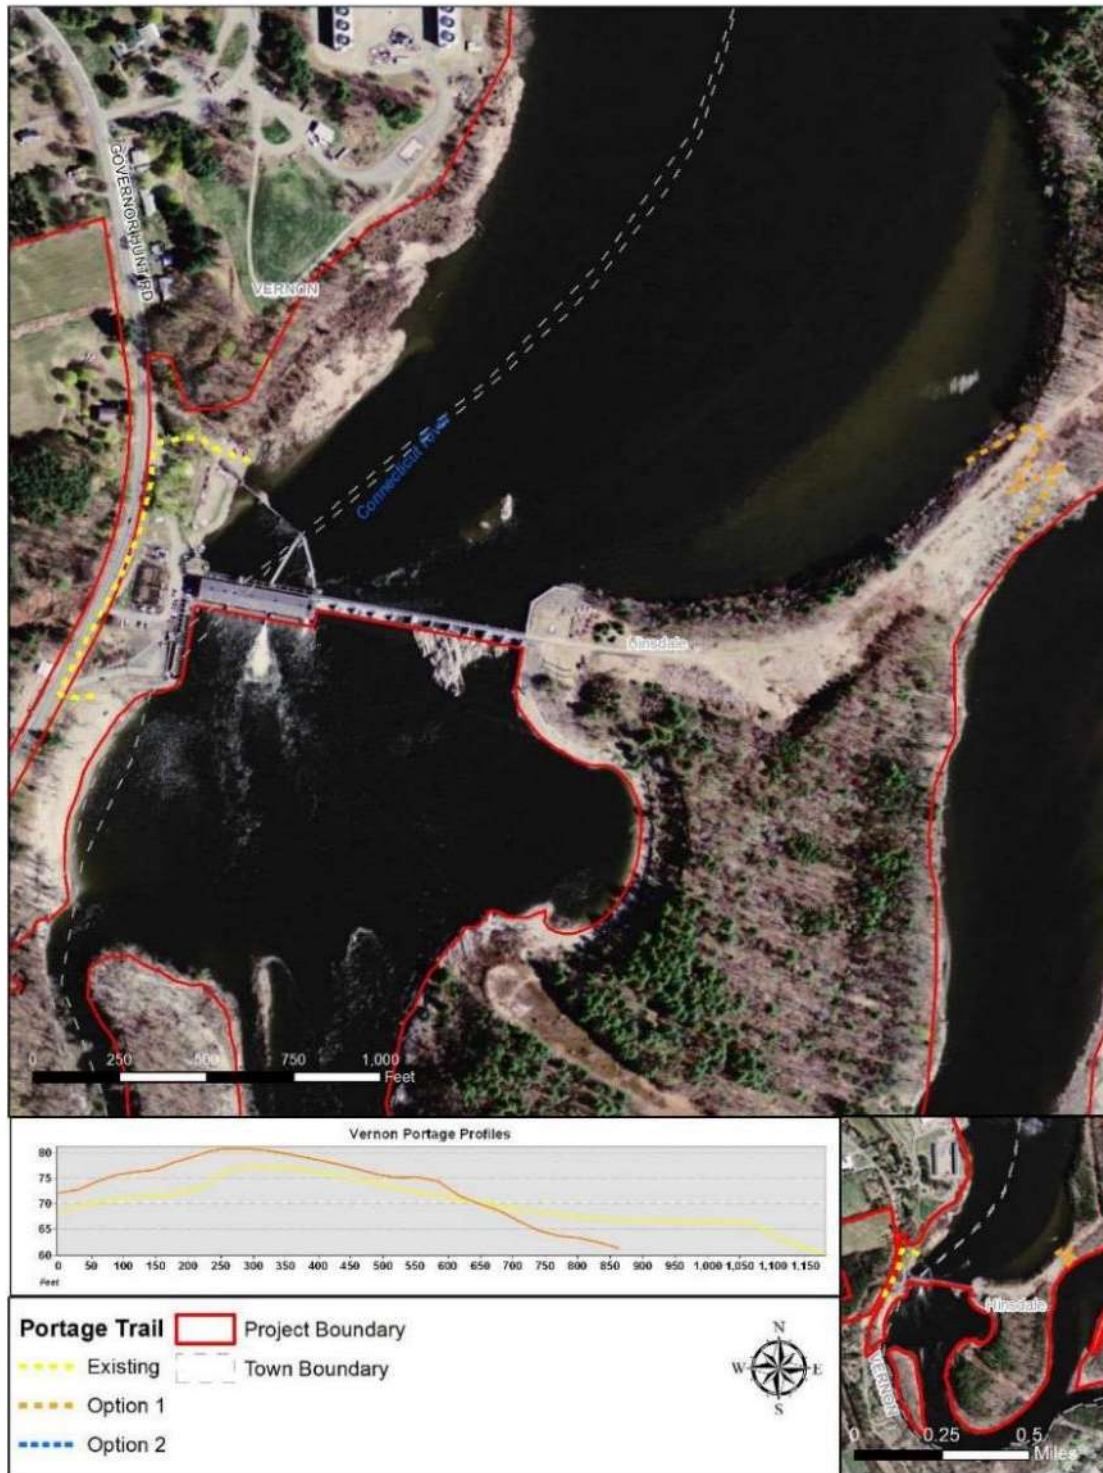 GOVERNOR HUNT RD
VERNON
Connecticut River
Hinsdale
0 250 500 750 1,000
Feet
Vernon Portage Profiles
80
75
70
65
60
0 50 100 150 200 250 300 350 400 450 500 550 600 650 700 750 800 850 900 950 1,000 1,050 1,100 1,150
Feet
Portage Trail
Project Boundary
Existing
Town Boundary
Option 1
Option 2
N
W E
S
Hinsdale
VERNON
0 0.25 0.5
Miles